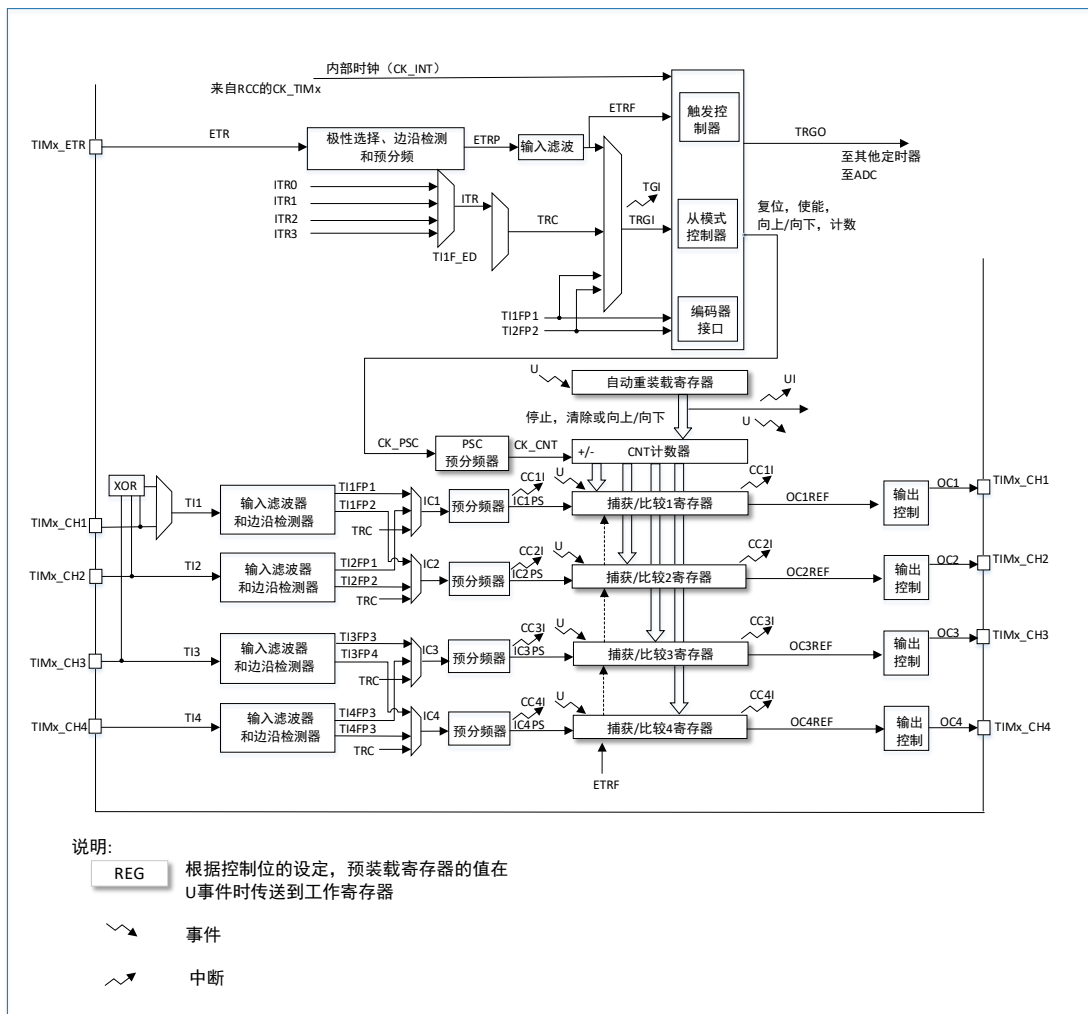 内部时钟（CK_INT）
来自RCC的CK_TIMx
ETRF
触发控
制器
TRGO
至其他定时器
至ADC
TIMx_ETR
ETR
极性选择、边沿检测
和预分频
ETRP
输入滤波
ITR0
ITR1
ITR2
ITR3
ITR
TI1F_ED
TRC
TGI
TRGI
从模式
控制器
复位，使能，
向上/向下，计数
TI1FP1
TI2FP2
编码器
接口
U
自动重装载寄存器
UI
U
停止，清除或向上/向下
CK_PSC
PSC
预分频器
CK_CNT
+/-
CNT计数器
XOR
TIMx_CH1
TI1
输入滤波器
和边沿检测器
TI1FP1
TI1FP2
TRC
IC1
预分频器
CC1I
IC1PS
U
捕获/比较1寄存器
CC1I
OC1REF
输出
控制
OC1
TIMx_CH1
TIMx_CH2
TI2
输入滤波器
和边沿检测器
TI2FP1
TI2FP2
TRC
IC2
预分频器
CC2I
IC2PS
U
捕获/比较2寄存器
CC2I
OC2REF
输出
控制
OC2
TIMx_CH2
TIMx_CH3
TI3
输入滤波器
和边沿检测器
TI3FP3
TI3FP4
TRC
IC3
预分频器
CC3I
IC3PS
U
捕获/比较3寄存器
CC3I
OC3REF
输出
控制
OC3
TIMx_CH3
TIMx_CH4
TI4
输入滤波器
和边沿检测器
TI4FP3
TI4FP3
TRC
IC4
预分频器
CC4I
IC4PS
U
捕获/比较4寄存器
CC4I
OC4REF
输出
控制
OC4
TIMx_CH4
ETRF
说明:
REG
根据控制位的设定，预装载寄存器的值在
U事件时传送到工作寄存器
事件
中断